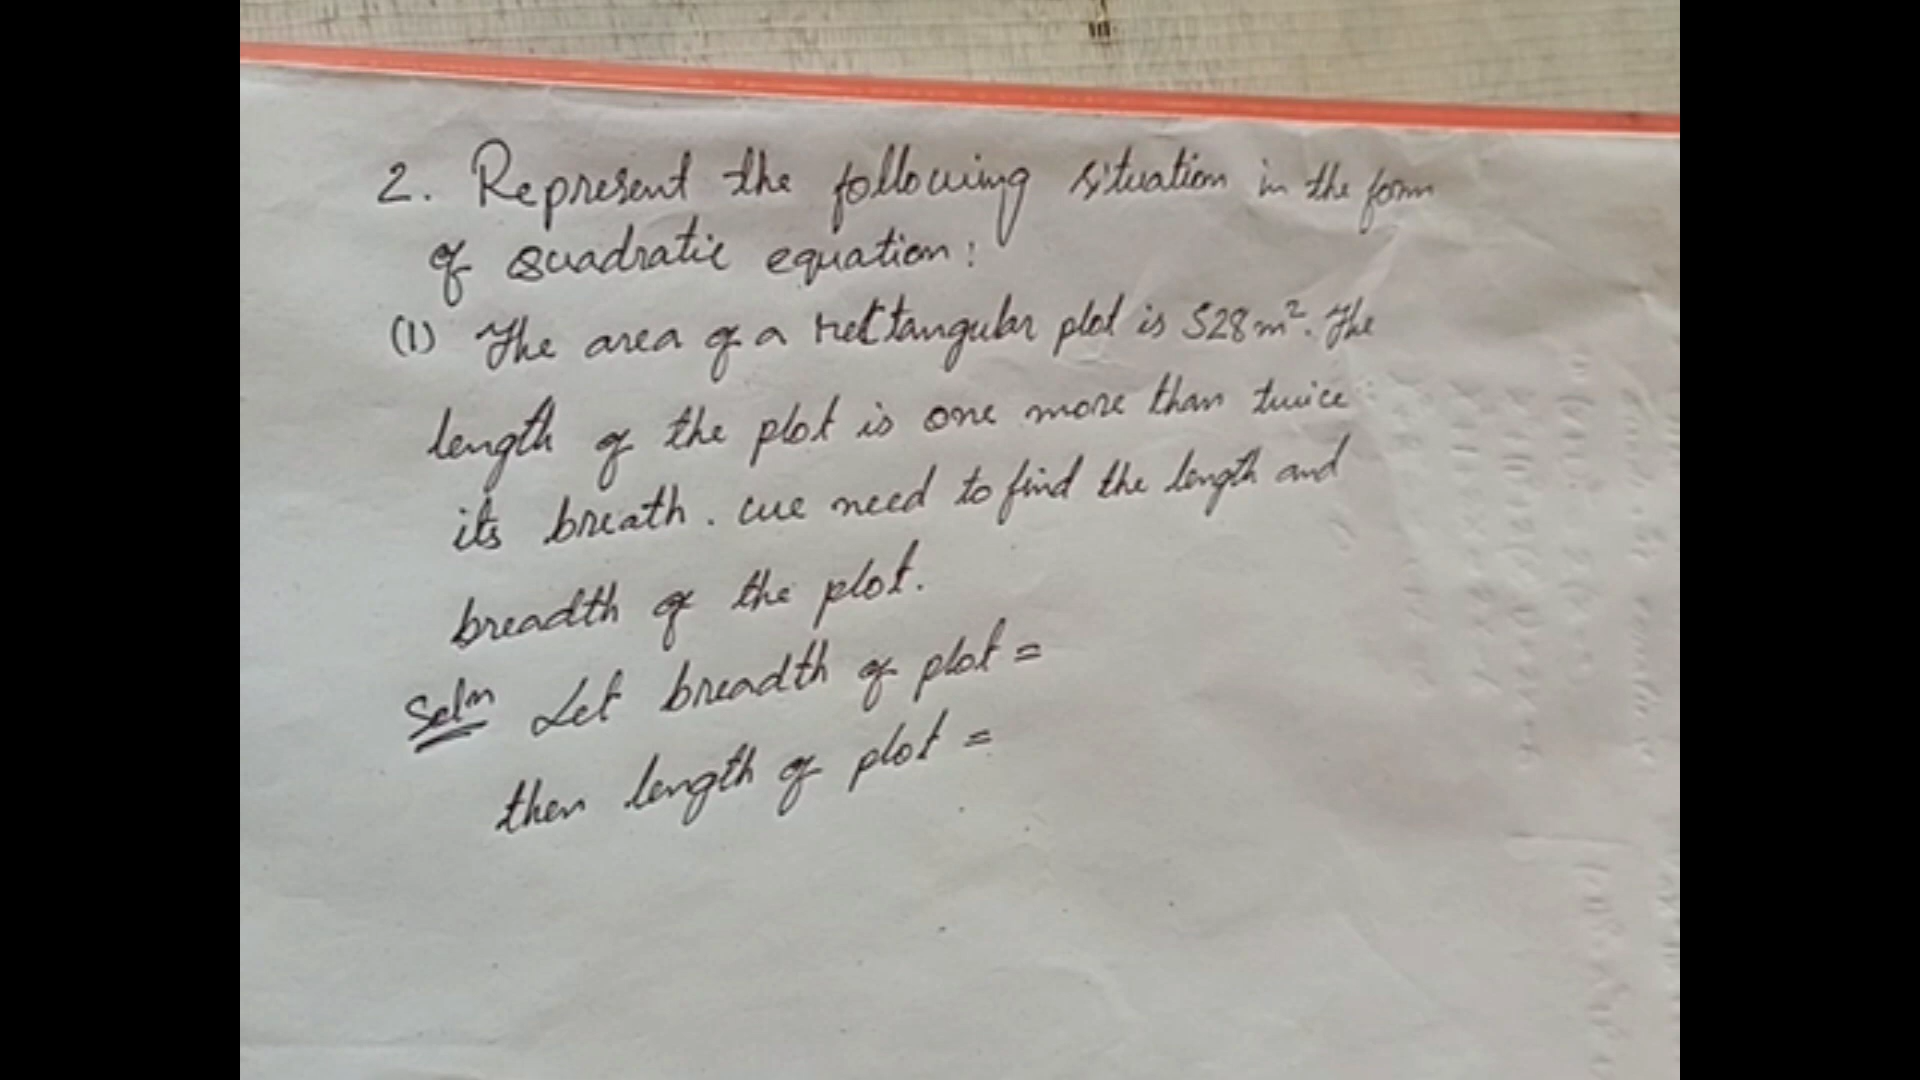 2. Represent the following situation in the form
of quadratic equation:
(1) The area of a rectangular plot is 528m². The
length of the plot is one more than twice
its breath. we need to find the length and
breadth of the plot.
Soln Let breadth of plot =
then length of plot =